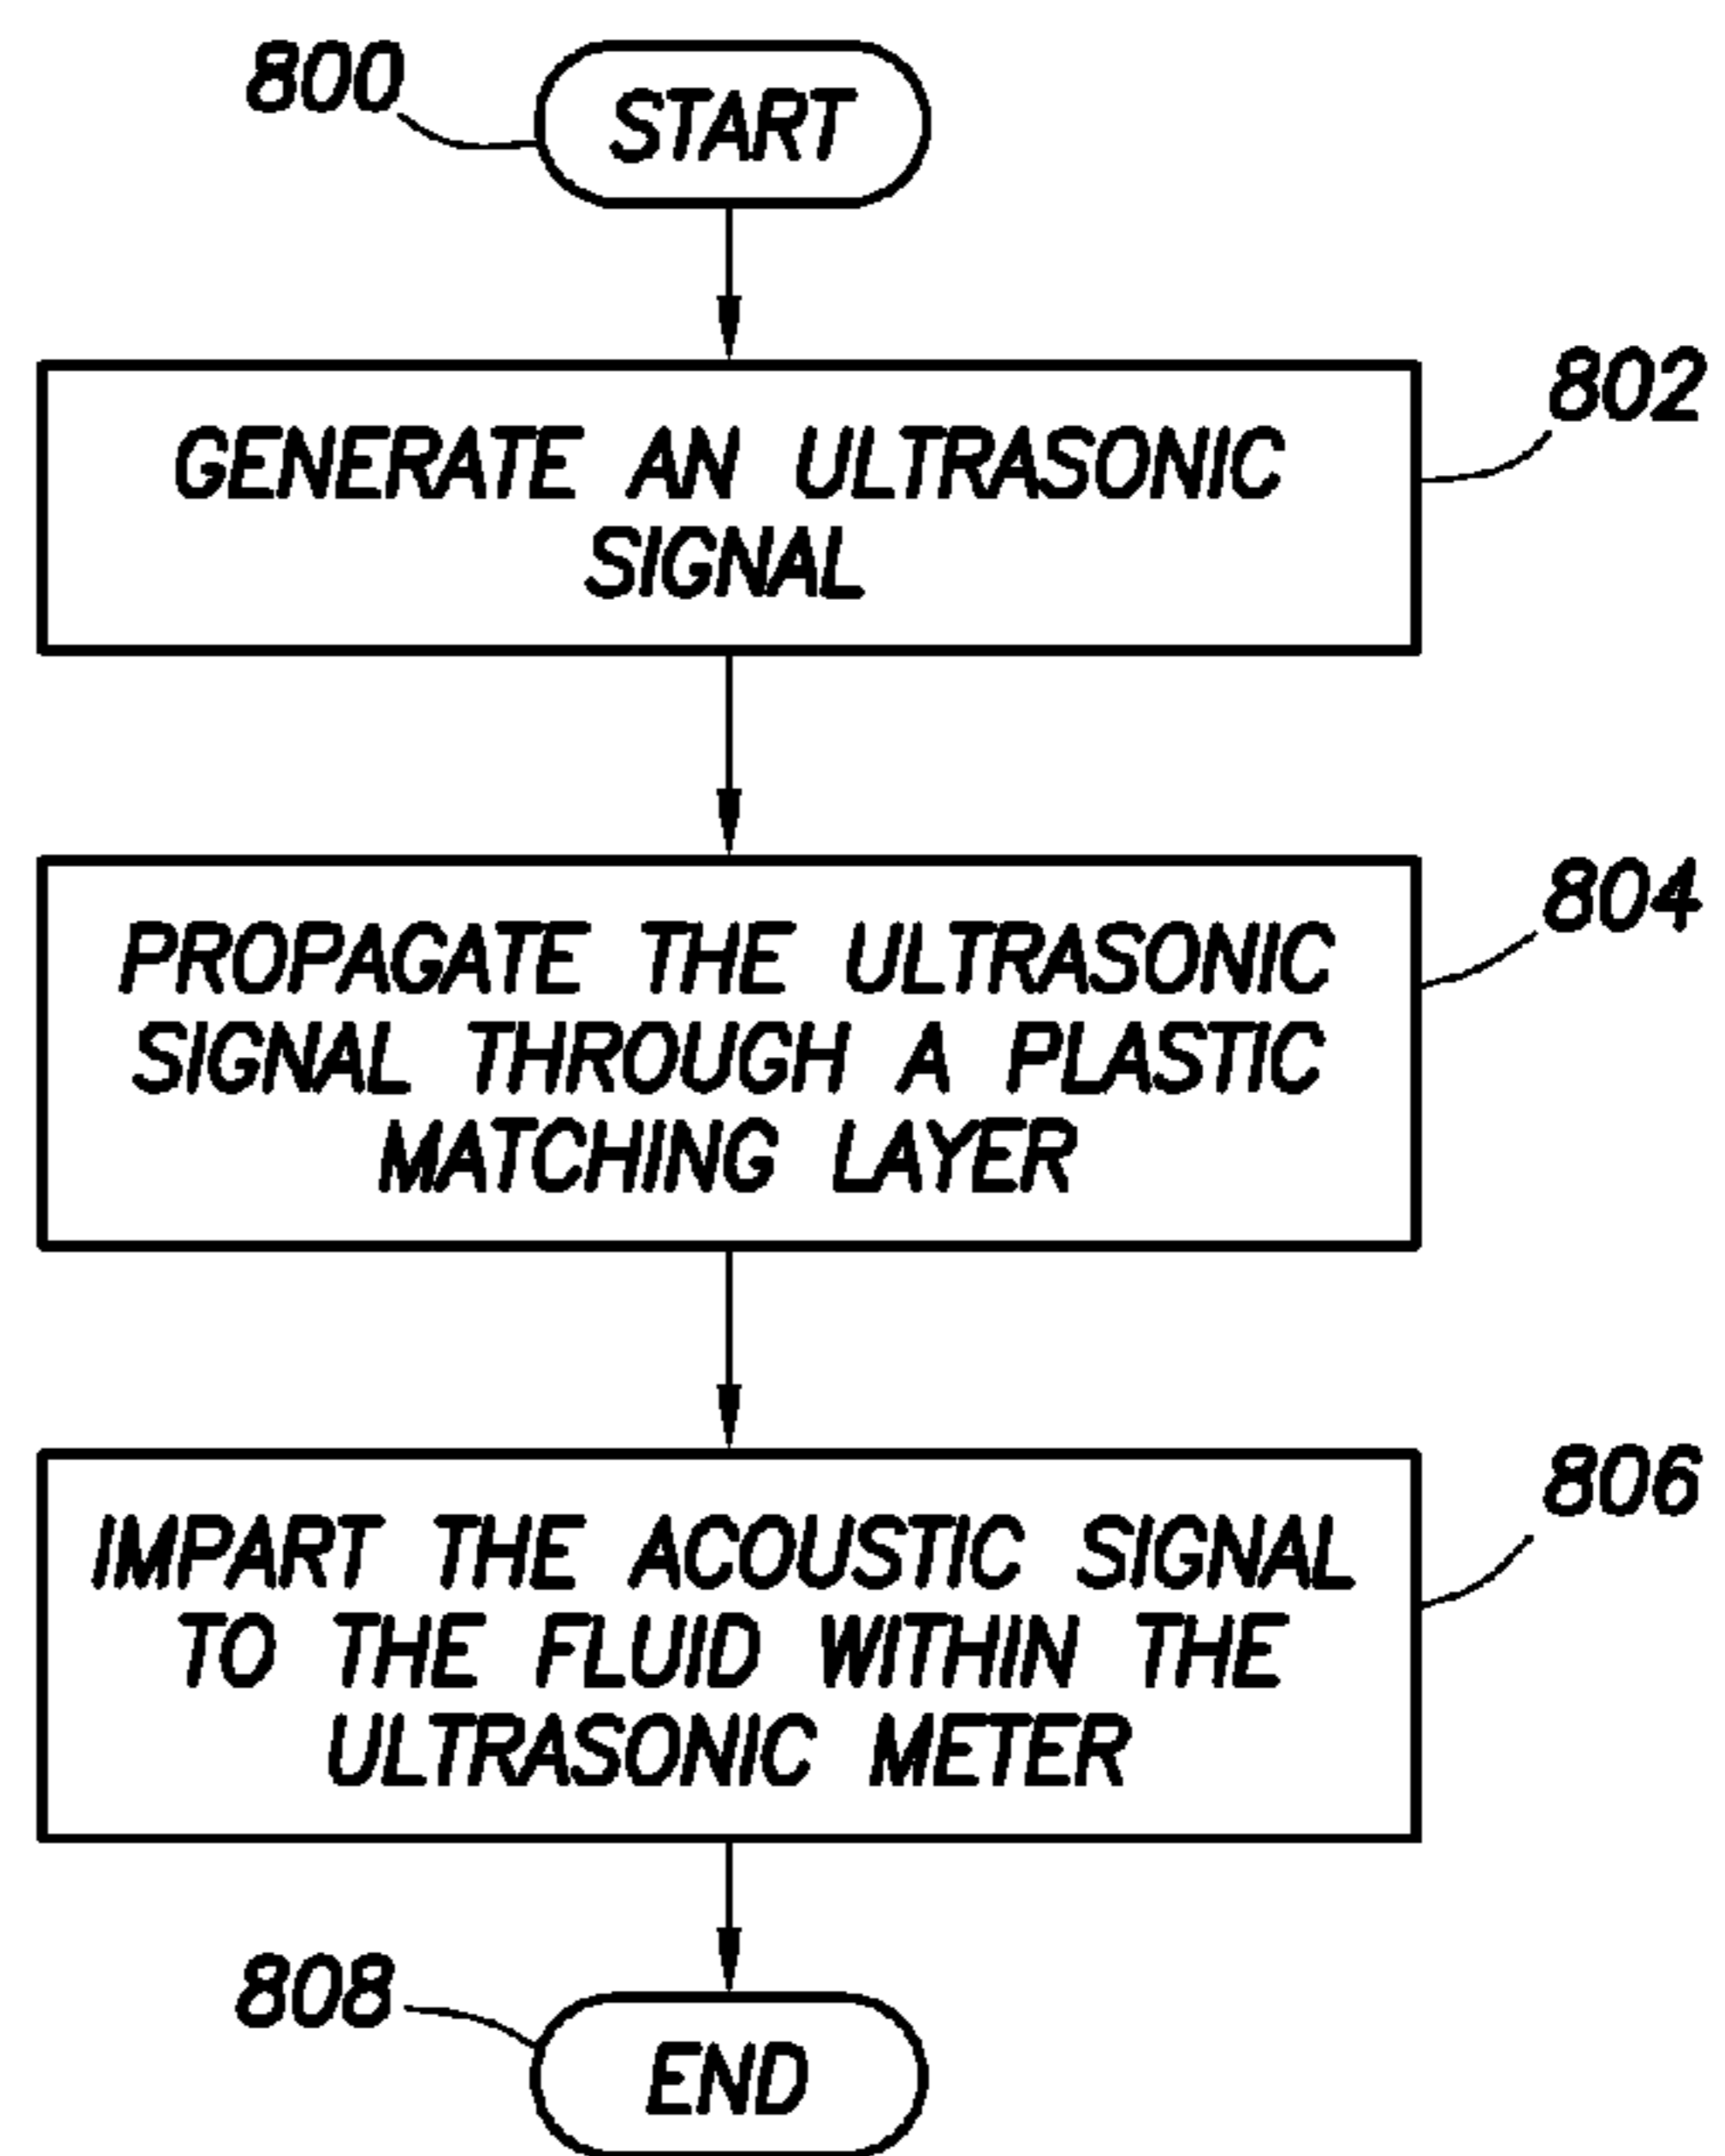 800
START
802
GENERATE AN ULTRASONIC
SIGNAL
804
PROPAGATE THE ULTRASONIC
SIGNAL THROUGH A PLASTIC
MATCHING LAYER
806
IMPART THE ACOUSTIC SIGNAL
TO THE FLUID WITHIN THE
ULTRASONIC METER
808
END